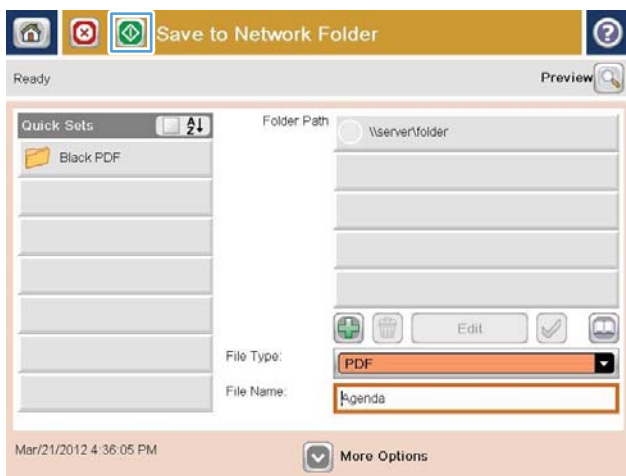 Save to Network Folder
Ready
Preview
Quick Sets
Folder Path
\\server\folder
Black PDF
Edit
File Type:
PDF
File Name:
Agenda
Mar/21/2012 4:36:05 PM
More Options